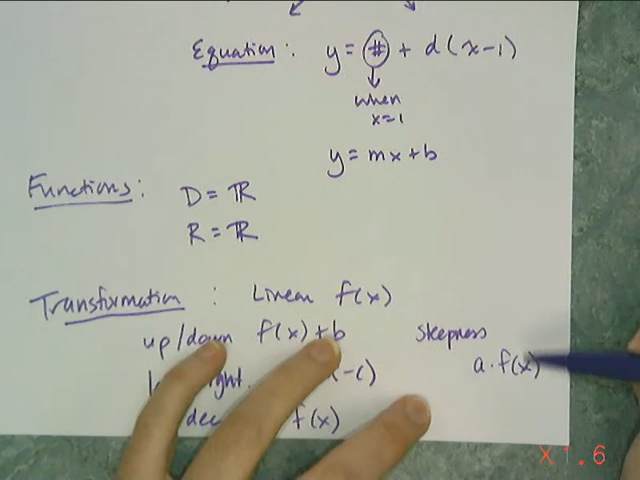 Equation: y = # + d(x-1)
when
x=1
y = mx+b
Functions: D = ℝ
R = ℝ
Transformation: Linear f(x)
up/down f(x)+b
steepness
a·f(x)
-c)
f(x)
x1.6